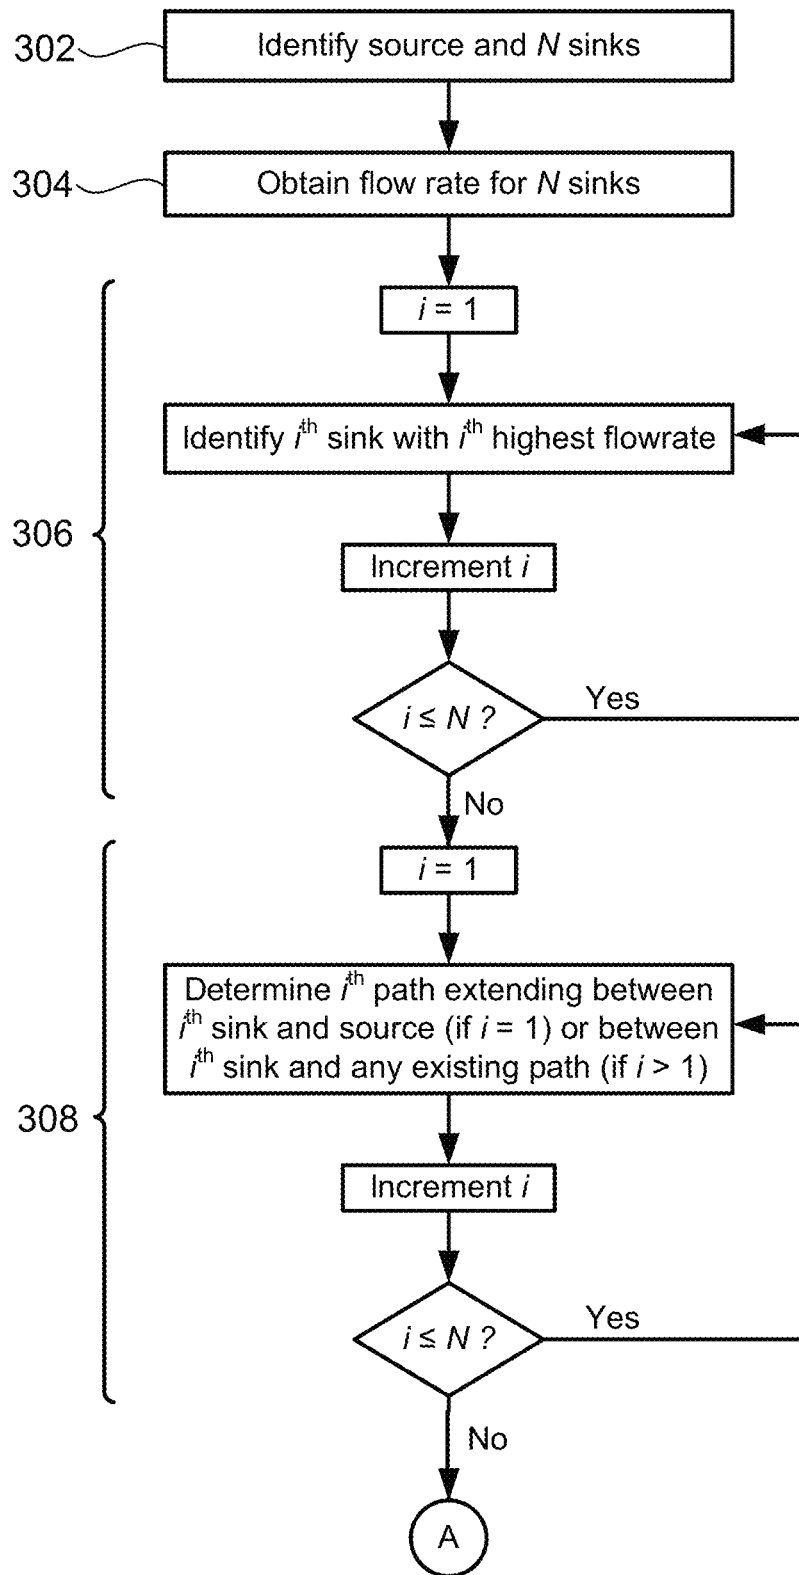 302
Identify source and N sinks
304
Obtain flow rate for N sinks
i = 1
Identify ith sink with ith highest flowrate
306
Increment i
i ≤ N ?
Yes
No
i = 1
Determine ith path extending between
ith sink and source (if i = 1) or between
ith sink and any existing path (if i > 1)
308
Increment i
i ≤ N ?
Yes
No
A